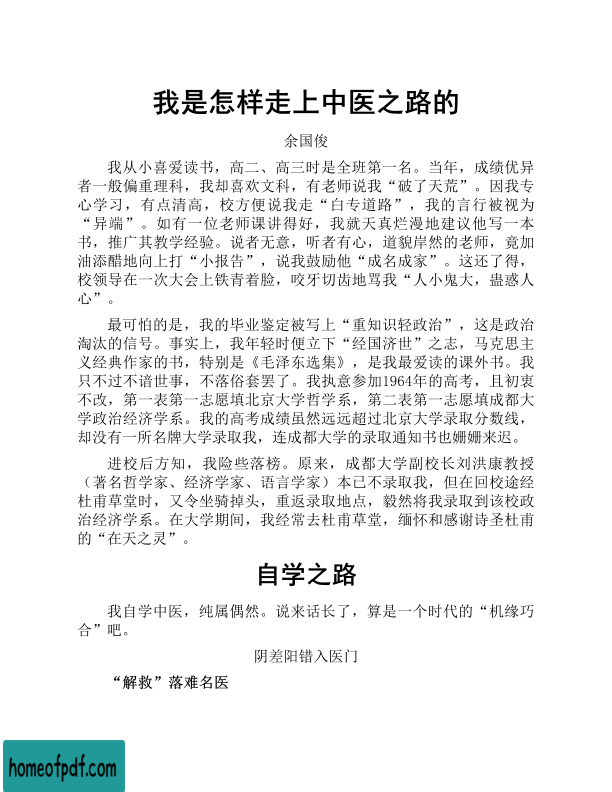 我是怎样走上中医之路的
余国俊
我从小喜爱读书，高二、高三时是全班第一名。当年，成绩优异
者一般偏重理科，我却喜欢文科，有老师说我“破了天荒”。因我专
心学习，有点清高，校方便说我走“白专道路”，我的言行被视为
“异端”。如有一位老师课讲得好，我就天真烂漫地建议他写一本
书，推广其教学经验。说者无意，听者有心，道貌岸然的老师，竟加
油添醋地向上打“小报告”，说我鼓励他“成名成家”。这还了得，
校领导在一次大会上铁青着脸，咬牙切齿地骂我“人小鬼大，蛊惑人
心”。
最可怕的是，我的毕业鉴定被写上“重知识轻政治”，这是政治
淘汰的信号。事实上，我年轻时便立下“经国济世”之志，马克思主
义经典作家的书，特别是《毛泽东选集》，是我最爱读的课外书。我
只不过不谙世事，不落俗套罢了。我执意参加1964年的高考，且初衷
不改，第一表第一志愿填北京大学哲学系，第二表第一志愿填成都大
学政治经济学系。我的高考成绩虽然远远超过北京大学录取分数线，
却没有一所名牌大学录取我，连成都大学的录取通知书也姗姗来迟。
进校后方知，我险些落榜。原来，成都大学副校长刘洪康教授
（著名哲学家、经济学家、语言学家）本已不录取我，但在回校途经
杜甫草堂时，又令坐骑掉头，重返录取地点，毅然将我录取到该校政
治经济学系。在大学期间，我经常去杜甫草堂，缅怀和感谢诗圣杜甫
的“在天之灵”。
自学之路
我自学中医，纯属偶然。说来话长了，算是一个时代的“机缘巧
合”吧。
阴差阳错入医门
“解救”落难名医
homeofpdf.com